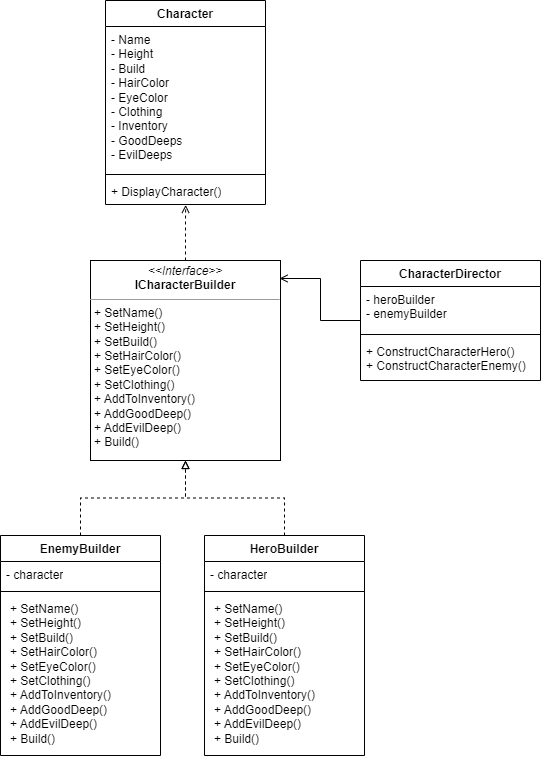 Character
- Name
- Height
- Build
- HairColor
- EyeColor
- Clothing
- Inventory
- GoodDeeps
- EvilDeeps
+ DisplayCharacter()
<<Interface>>
ICharacterBuilder
+ SetName()
+ SetHeight()
+ SetBuild()
+ SetHairColor()
+ SetEyeColor()
+ SetClothing()
+ AddToInventory()
+ AddGoodDeep()
+ AddEvilDeep()
+ Build()
CharacterDirector
- heroBuilder
- enemyBuilder
+ ConstructCharacterHero()
+ ConstructCharacterEnemy()
EnemyBuilder
- character
+ SetName()
+ SetHeight()
+ SetBuild()
+ SetHairColor()
+ SetEyeColor()
+ SetClothing()
+ AddToInventory()
+ AddGoodDeep()
+ AddEvilDeep()
+ Build()
HeroBuilder
- character
+ SetName()
+ SetHeight()
+ SetBuild()
+ SetHairColor()
+ SetEyeColor()
+ SetClothing()
+ AddToInventory()
+ AddGoodDeep()
+ AddEvilDeep()
+ Build()